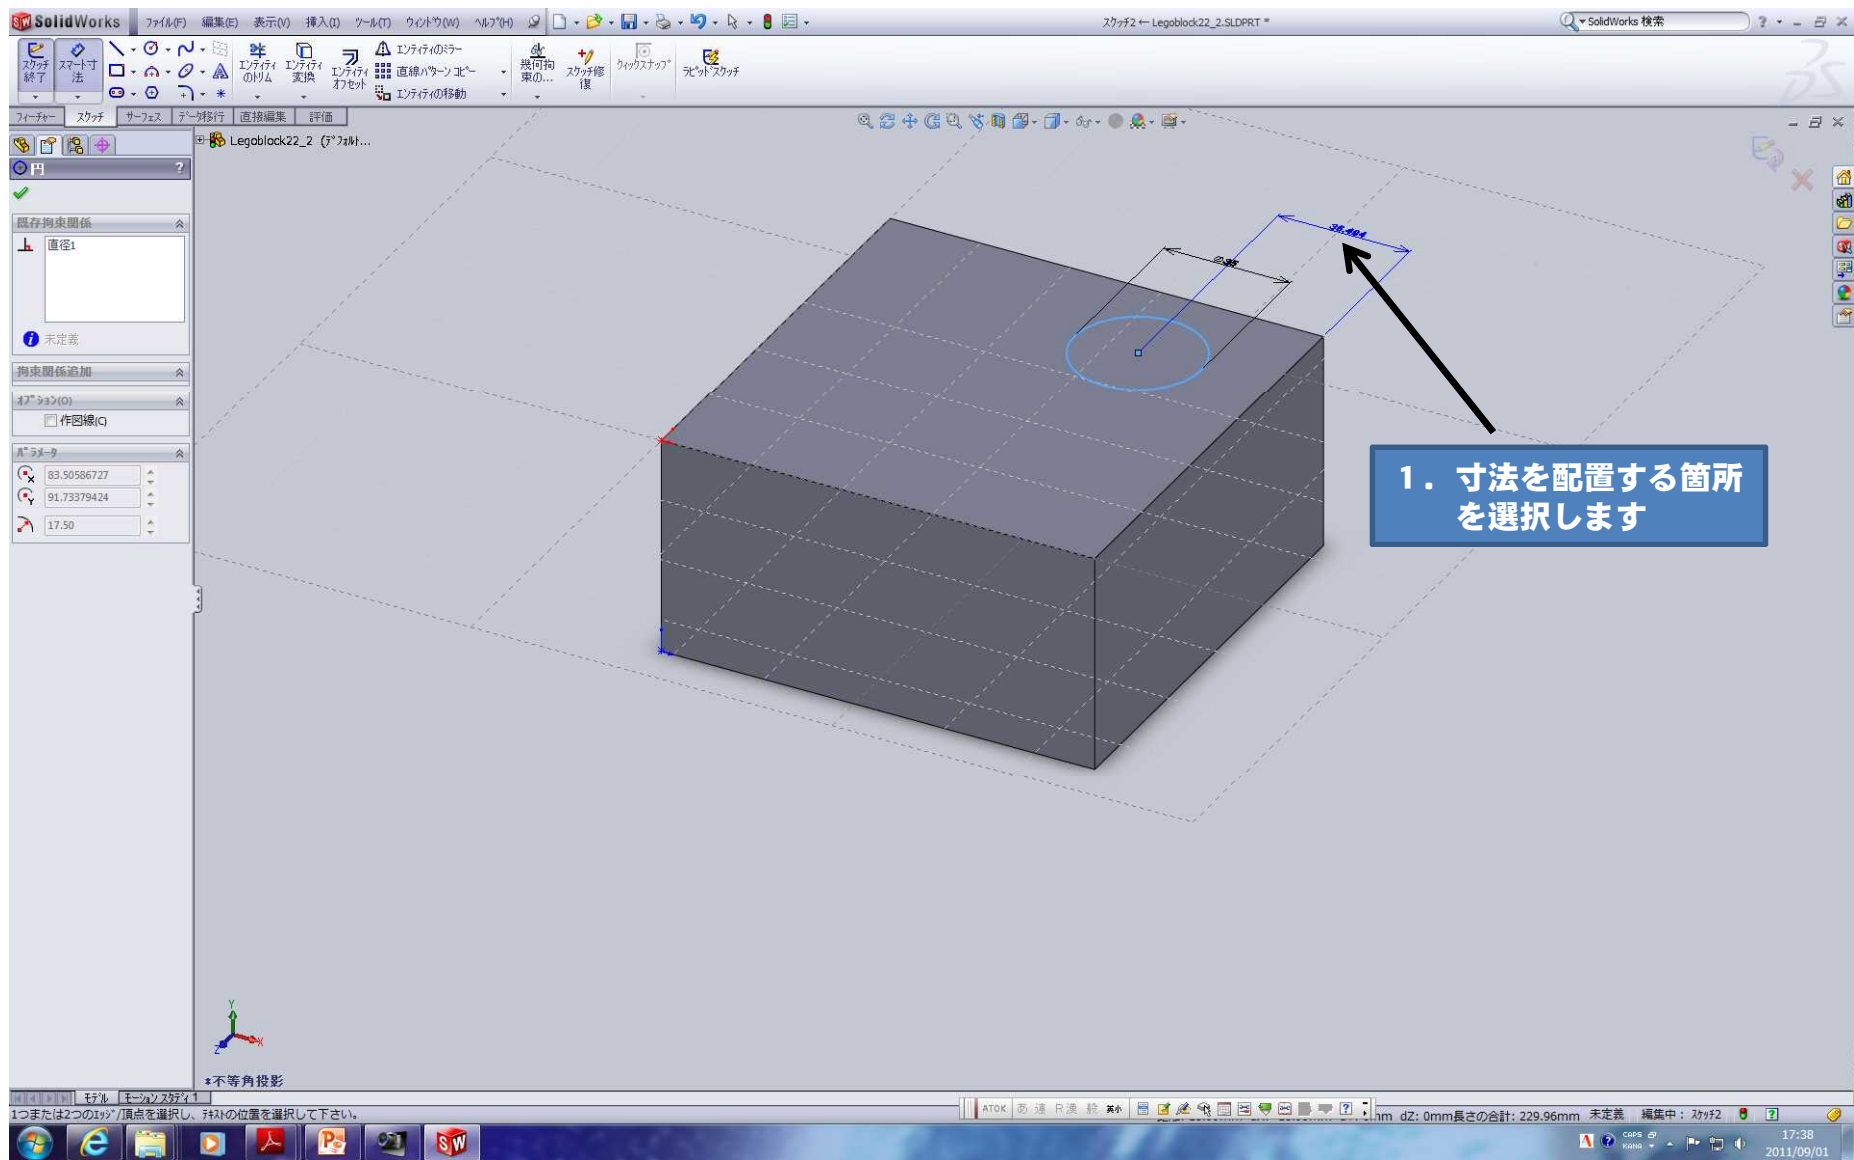 SolidWorks ファイル(F) 編集(E) 表示(V) 挿入(I) ツール(T) ウィンドウ(W) ヘルプ(H) スケッチ2 ← Legoblock22_2.SLDPRT * SolidWorks 検索 ?
スケッチ終了 スマート寸法 エンティティのトリム エンティティ変換 エンティティオフセット エンティティのミラー 直線パターン コピー エンティティの移動 幾何拘束の... スケッチ修復 クイックスナップ ラピッドスケッチ
フィーチャー スケッチ サーフェス データ移行 直接編集 評価
Legoblock22_2 (デフォルト...
円 ?
既存拘束関係
直径1
未定義
拘束関係追加
オプション(O)
作図線(C)
パラメータ
83.50586727
91.73379424
17.50
36.494
∅35
1．寸法を配置する箇所
を選択します
Y
X
Z
*不等角投影
モデル モーション スタディ 1
1つまたは2つのエッジ/頂点を選択し、テキストの位置を選択して下さい。
ATOK あ 連 R漢 般 英小
dZ: 0mm長さの合計: 229.96mm 未定義 編集中： スケッチ2
CAPS
KANA
17:38
2011/09/01